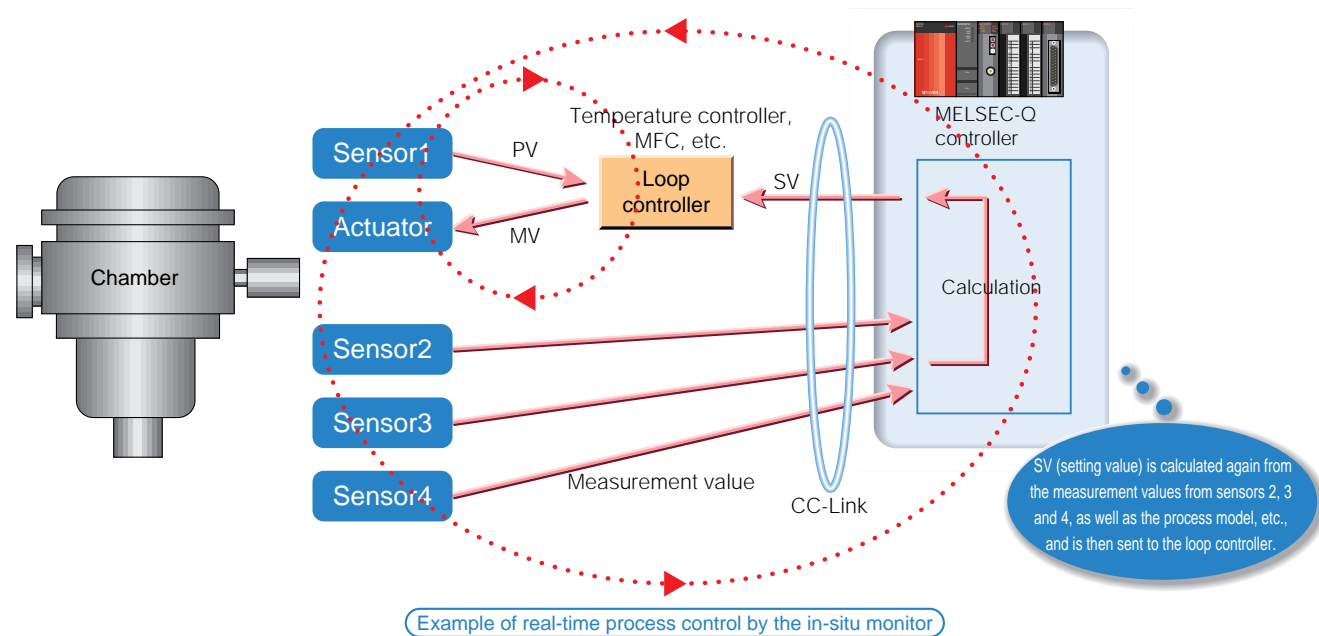 MELSEC-Q
controller
Temperature controller,
MFC, etc.
Sensor1
PV
Loop
controller
SV
Actuator
MV
Chamber
Calculation
Sensor2
Sensor3
Sensor4
Measurement value
CC-Link
SV (setting value) is calculated again from
the measurement values from sensors 2, 3
and 4, as well as the process model, etc.,
and is then sent to the loop controller.
Example of real-time process control by the in-situ monitor